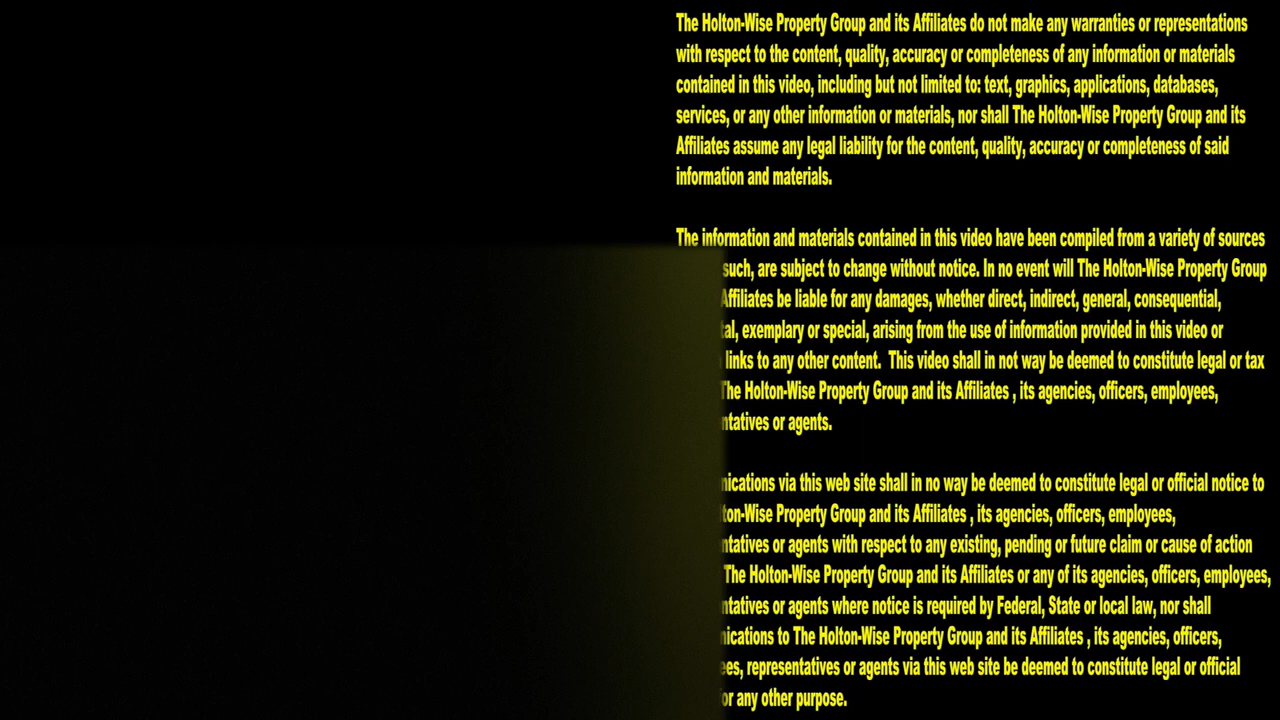 The Holton-Wise Property Group and its Affiliates do not make any warranties or representations
with respect to the content, quality, accuracy or completeness of any information or materials
contained in this video, including but not limited to: text, graphics, applications, databases,
services, or any other information or materials, nor shall The Holton-Wise Property Group and its
Affiliates assume any legal liability for the content, quality, accuracy or completeness of said
information and materials.
The information and materials contained in this video have been compiled from a variety of sources
such, are subject to change without notice. In no event will The Holton-Wise Property Group
Affiliates be liable for any damages, whether direct, indirect, general, consequential,
exemplary or special, arising from the use of information provided in this video or
links to any other content. This video shall in not way be deemed to constitute legal or tax
The Holton-Wise Property Group and its Affiliates , its agencies, officers, employees,
or agents.
via this web site shall in no way be deemed to constitute legal or official notice to
Property Group and its Affiliates , its agencies, officers, employees,
or agents with respect to any existing, pending or future claim or cause of action
The Holton-Wise Property Group and its Affiliates or any of its agencies, officers, employees,
or agents where notice is required by Federal, State or local law, nor shall
to The Holton-Wise Property Group and its Affiliates , its agencies, officers,
representatives or agents via this web site be deemed to constitute legal or official
or any other purpose.